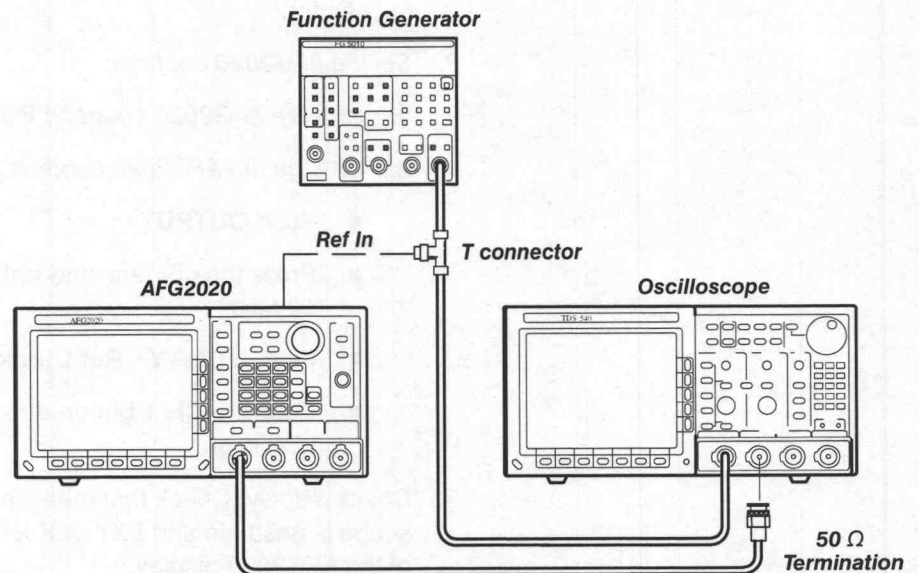 Function Generator
FG 5010
Ref In
T connector
AFG2020
Oscilloscope
AFG2020
TDS 540
50 Ω
Termination